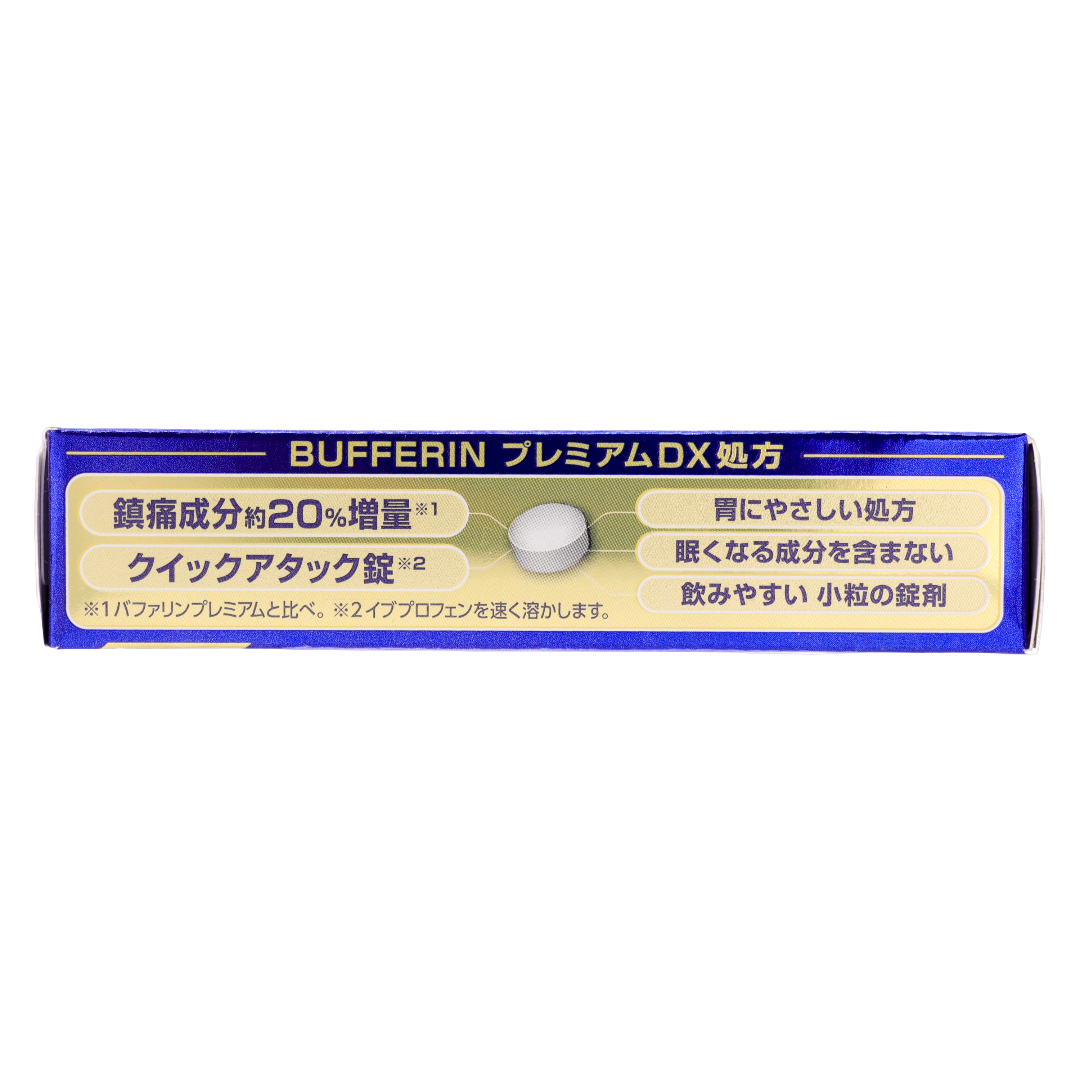 BUFFERIN プレミアムDX処方
鎮痛成分約20%増量※1
クイックアタック錠※2
※1バファリンプレミアムと比べ。※2イブプロフェンを速く溶かします。
胃にやさしい処方
眠くなる成分を含まない
飲みやすい 小粒の錠剤